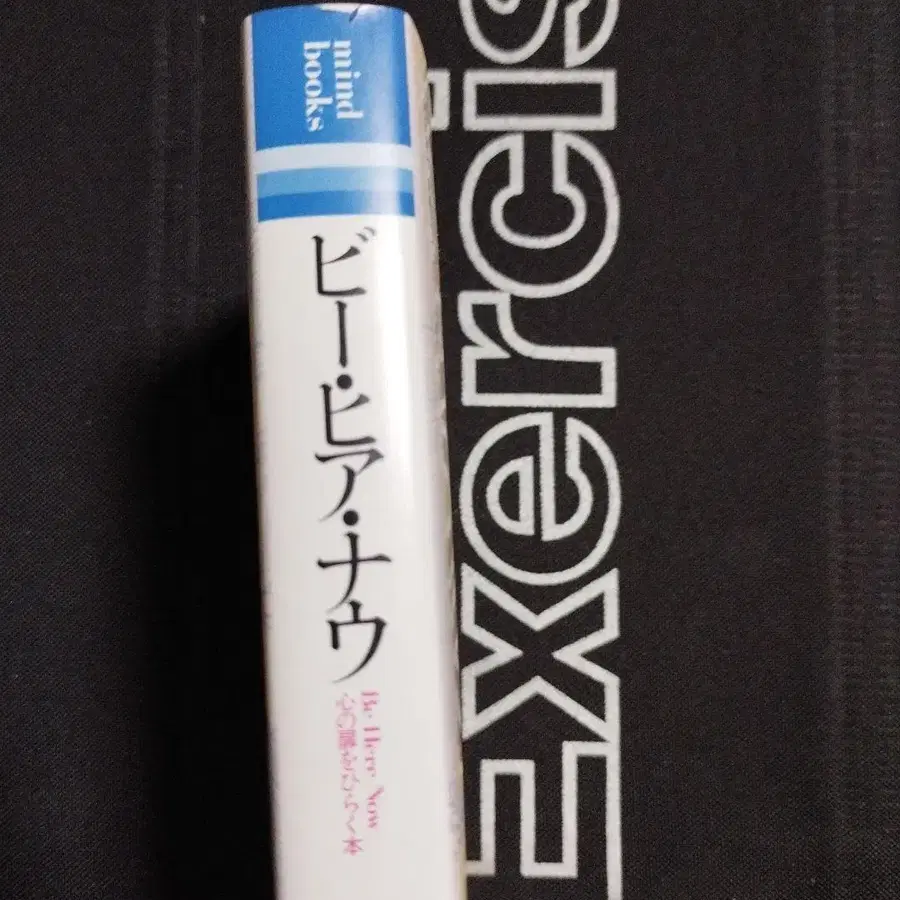 mind
books
ビー・ヒア・ナウ
Be Here Now
心の扉をひらく本
Exercis